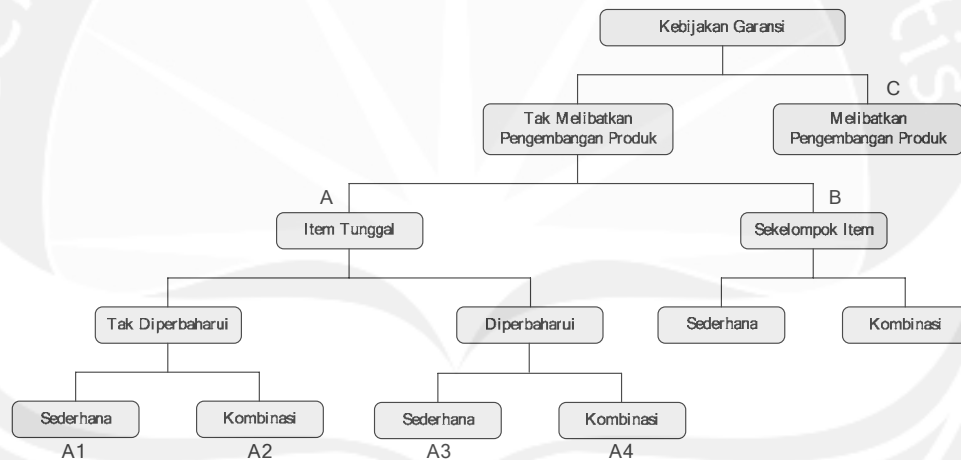 Kebijakan Garansi
C
Tak Melibatkan
Pengembangan Produk
Melibatkan
Pengembangan Produk
A
B
Item Tunggal
Sekelompok Item
Tak Diperbaharui
Diperbaharui
Sederhana
Kombinasi
Sederhana
Kombinasi
Sederhana
Kombinasi
A1
A2
A3
A4